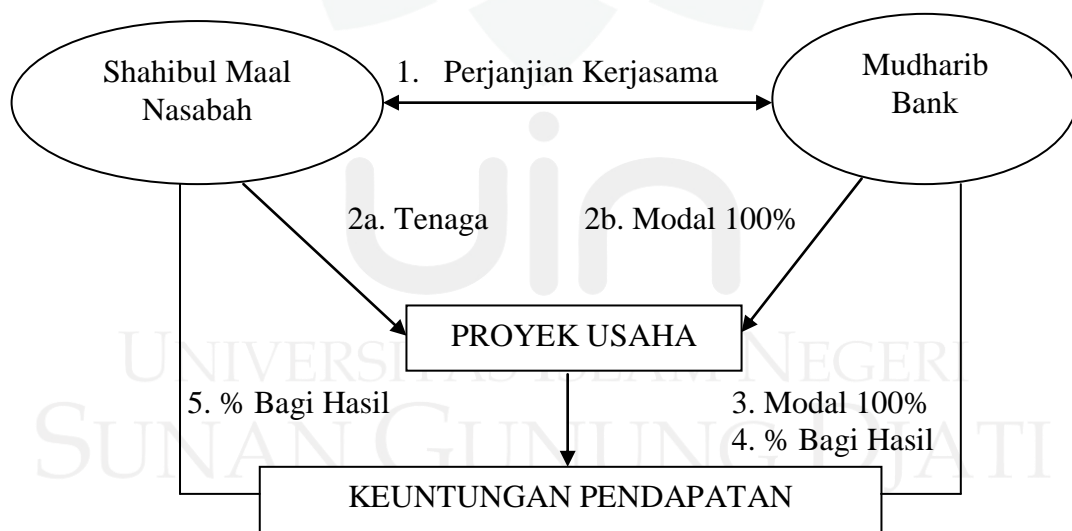 Shahibul Maal
Nasabah
1. Perjanjian Kerjasama
Mudharib
Bank
2a. Tenaga
2b. Modal 100%
PROYEK USAHA
5. % Bagi Hasil
3. Modal 100%
4. % Bagi Hasil
KEUNTUNGAN PENDAPATAN
uin
UNIVERSITAS ISLAM NEGERI
SUNAN GUNUNG DJATI